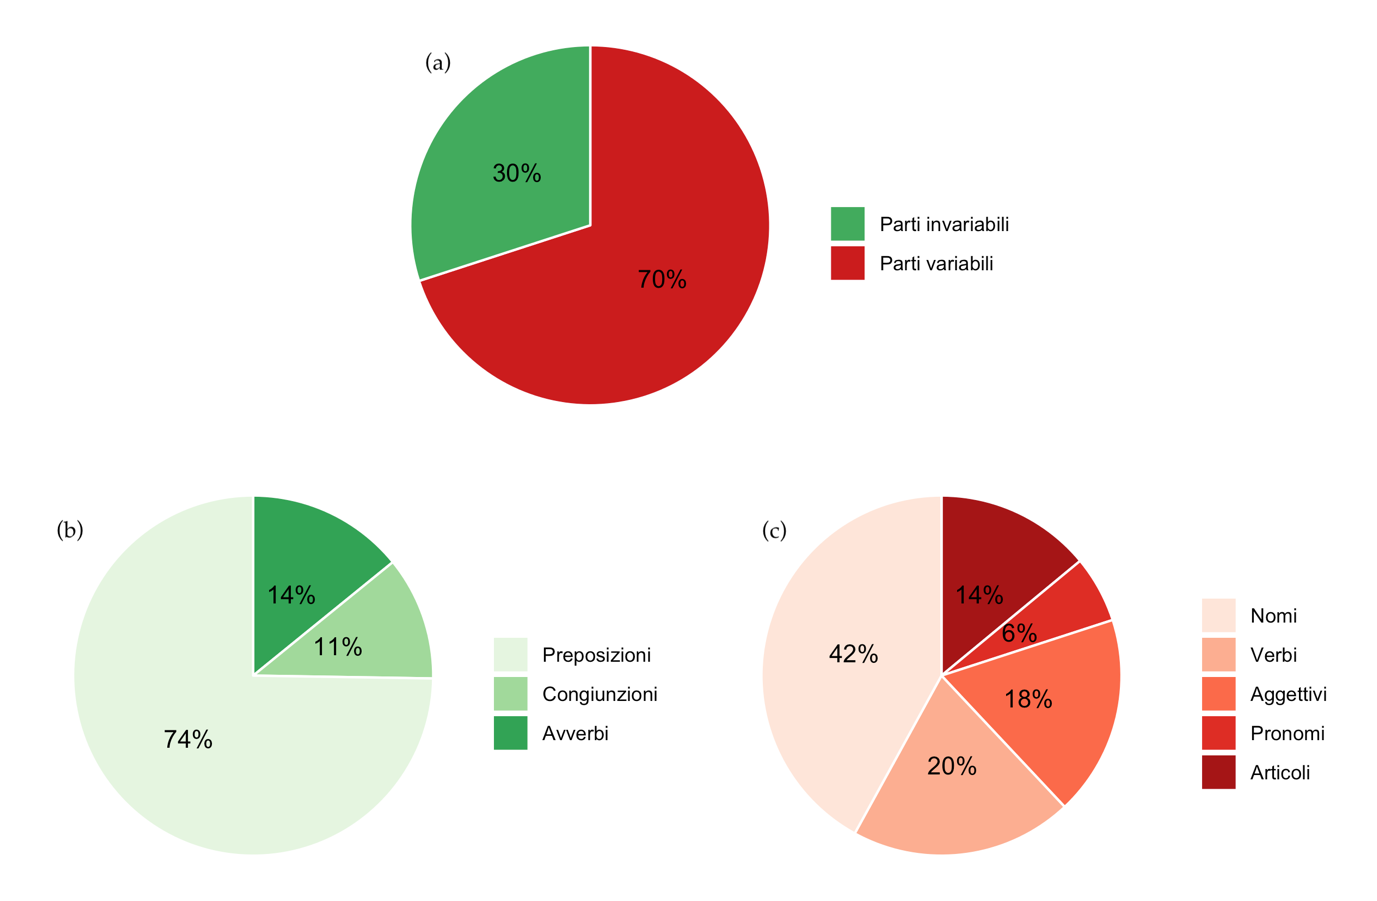 (a)
30%
70%
Parti invariabili
Parti variabili
(b)
14%
11%
74%
Preposizioni
Congiunzioni
Avverbi
(c)
14%
6%
42%
18%
20%
Nomi
Verbi
Aggettivi
Pronomi
Articoli